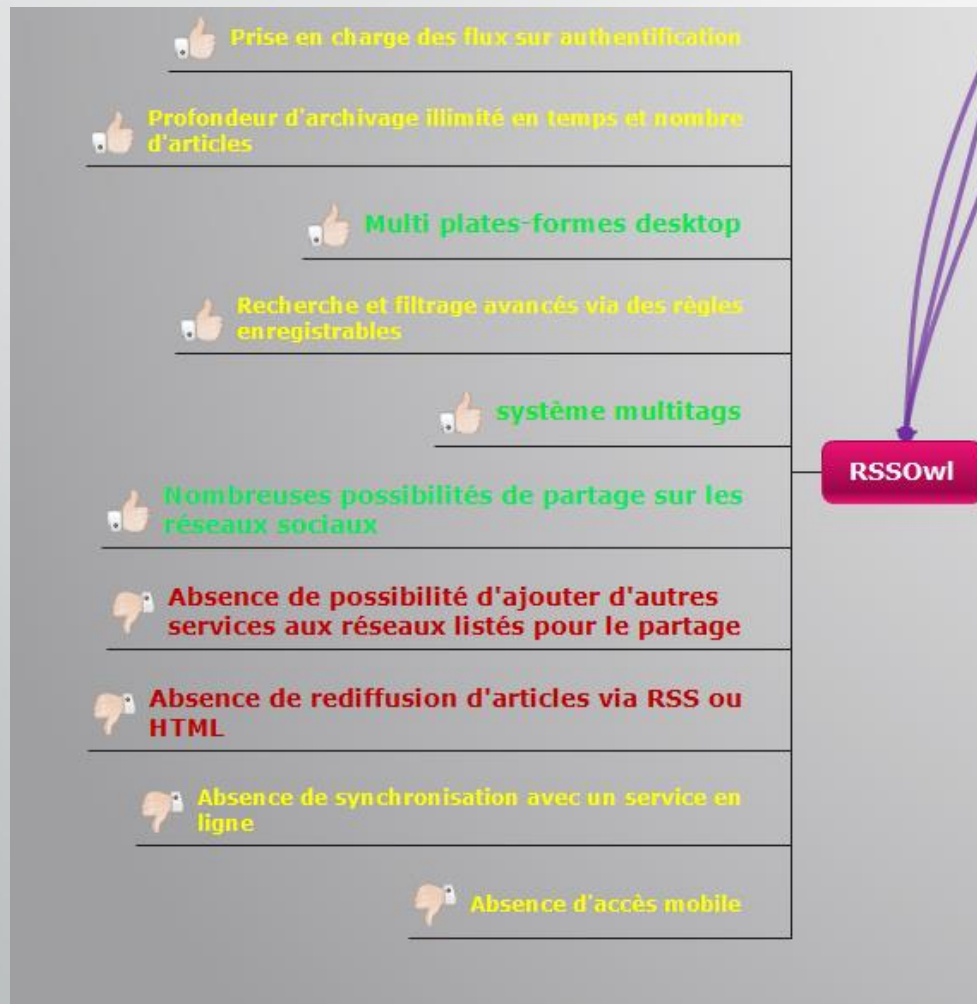 Prise en charge des flux sur authentification
Profondeur d'archivage illimité en temps et nombre
d'articles
Multi plates-formes desktop
Recherche et filtrage avancés via des règles
enregistrables
système multitags
Nombreuses possibilités de partage sur les
réseaux sociaux
Absence de possibilité d'ajouter d'autres
services aux réseaux listés pour le partage
Absence de rediffusion d'articles via RSS ou
HTML
Absence de synchronisation avec un service en
ligne
Absence d'accès mobile
RSSOwl